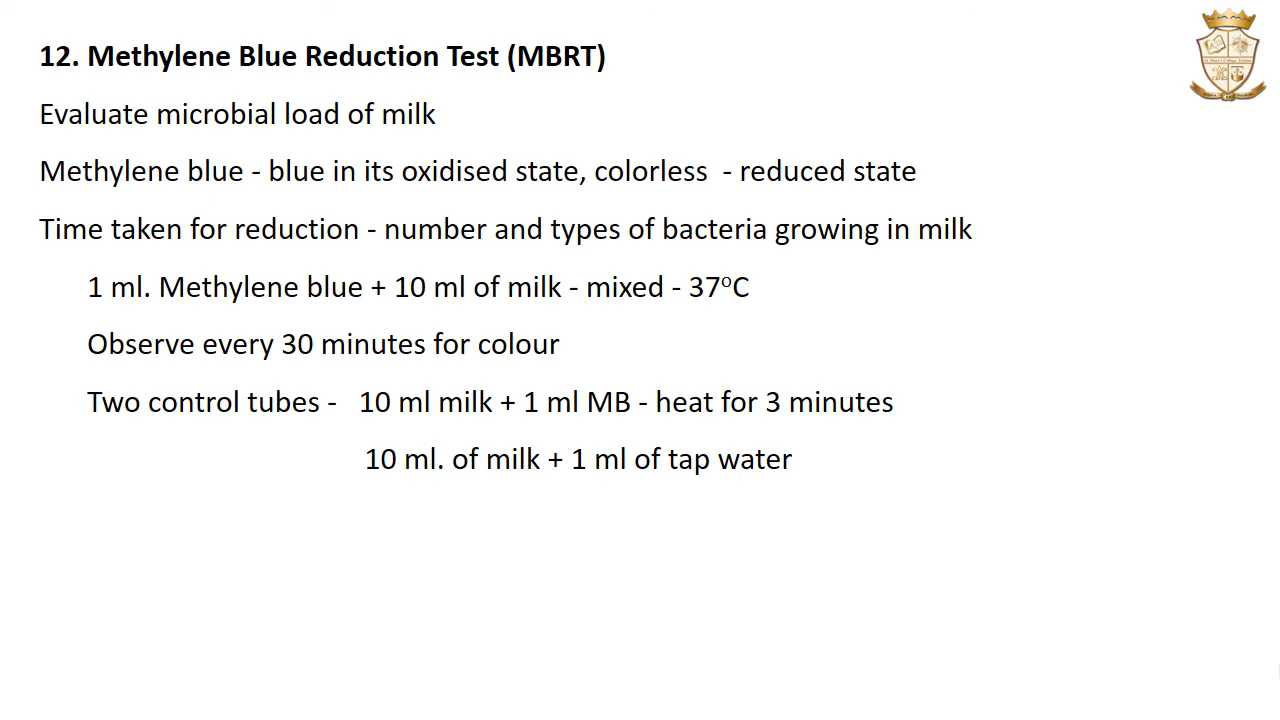 12. Methylene Blue Reduction Test (MBRT)
Evaluate microbial load of milk
Methylene blue - blue in its oxidised state, colorless  - reduced state
Time taken for reduction - number and types of bacteria growing in milk
1 ml. Methylene blue + 10 ml of milk - mixed - 37°C
Observe every 30 minutes for colour
Two control tubes -   10 ml milk + 1 ml MB - heat for 3 minutes
10 ml. of milk + 1 ml of tap water